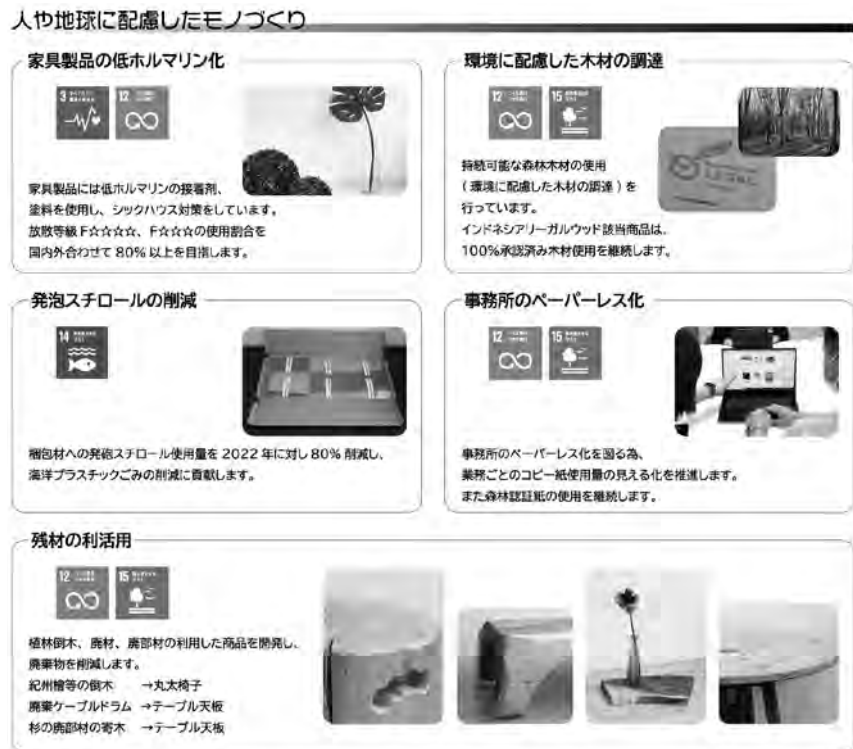 人や地球に配慮したモノづくり
家具製品の低ホルマリン化
3
12
家具製品には低ホルマリンの接着剤、
塗料を使用し、シックハウス対策をしています。
放散等級 F☆☆☆☆、F☆☆☆の使用割合を
国内外合わせて 80% 以上を目指します。
環境に配慮した木材の調達
12
15
持続可能な森林木材の使用
( 環境に配慮した木材の調達 ) を
行っています。
インドネシアリーガルウッド該当商品は、
100%承認済み木材使用を継続します。
LEGAL
発泡スチロールの削減
14
梱包材への発砲スチロール使用量を 2022 年に対し 80% 削減し、
海洋プラスチックごみの削減に貢献します。
事務所のペーパーレス化
12
15
事務所のペーパーレス化を図る為、
業務ごとのコピー紙使用量の見える化を推進します。
また森林認証紙の使用を継続します。
残材の利活用
12
15
植林倒木、廃材、廃部材の利用した商品を開発し、
廃棄物を削減します。
紀州檜等の倒木 →丸太椅子
廃棄ケーブルドラム →テーブル天板
杉の廃部材の寄木 →テーブル天板